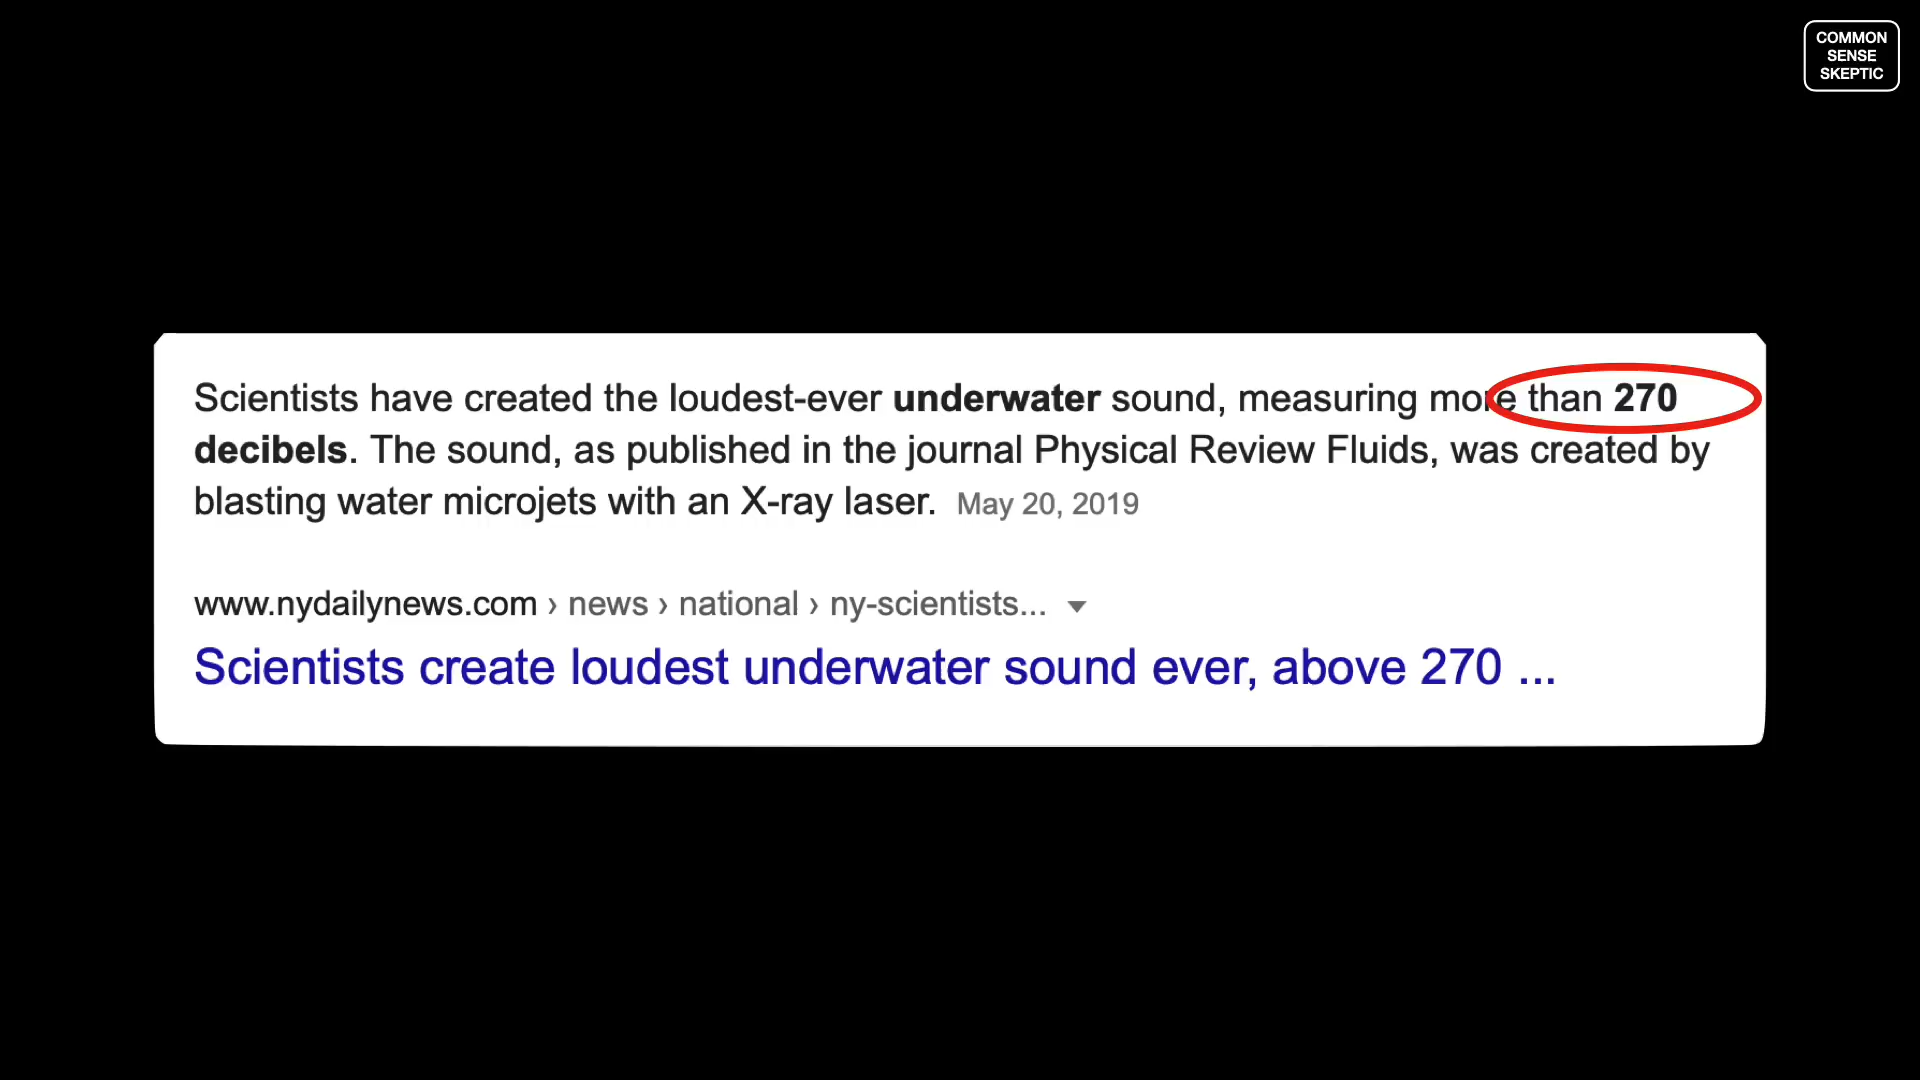 COMMON
SENSE
SKEPTIC
Scientists have created the loudest-ever underwater sound, measuring more than 270
decibels. The sound, as published in the journal Physical Review Fluids, was created by
blasting water microjets with an X-ray laser. May 20, 2019
www.nydailynews.com › news › national › ny-scientists...
Scientists create loudest underwater sound ever, above 270 ...